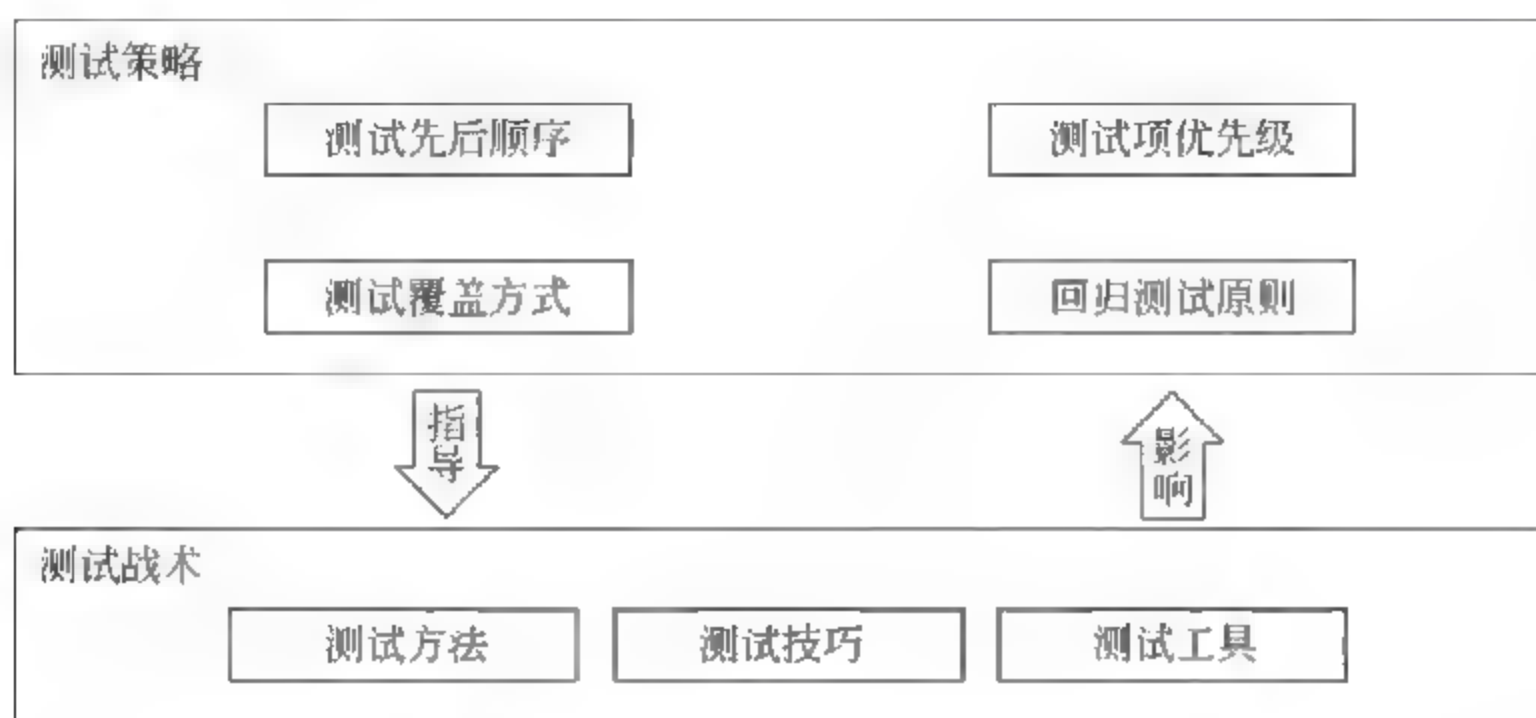 测试策略
测试先后顺序
测试项优先级
测试覆盖方式
回归测试原则
指导
影响
测试战术
测试方法
测试技巧
测试工具